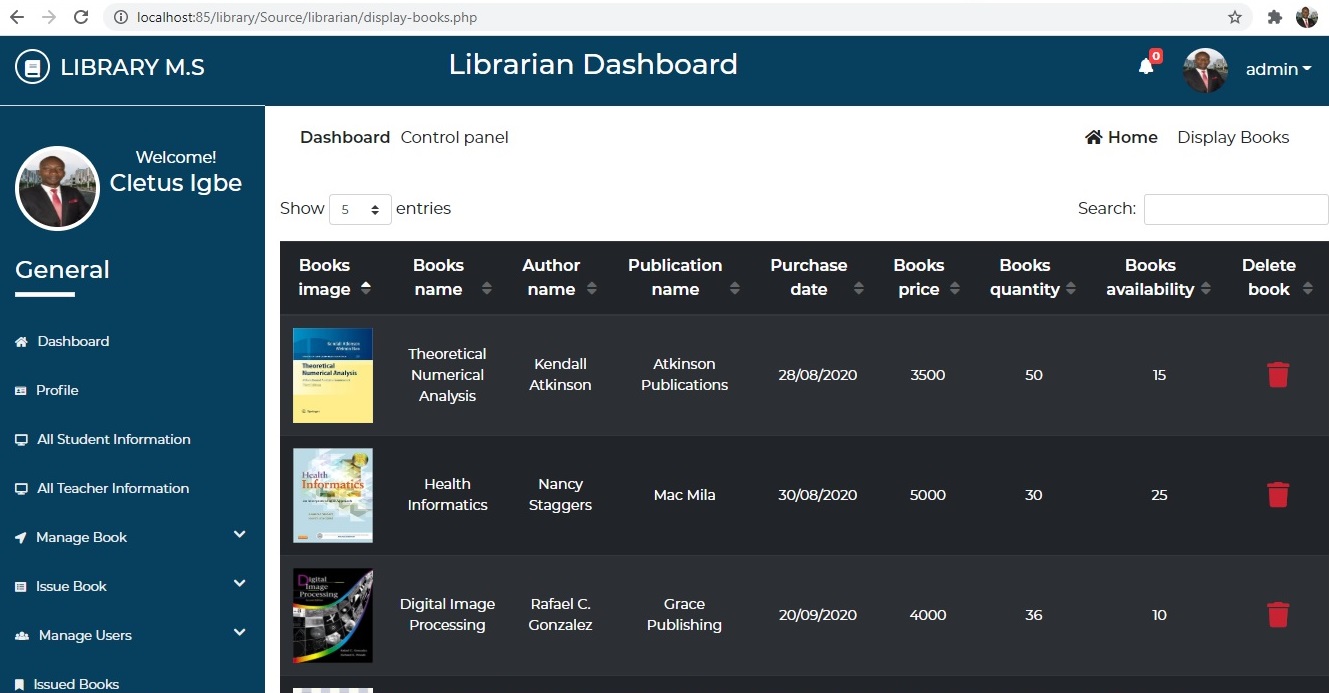 localhost:85/library/Source/librarian/display-books.php
LIBRARY M.S
Librarian Dashboard
0
admin
Welcome!
Cletus Igbe
General
Dashboard
Profile
All Student Information
All Teacher Information
Manage Book
Issue Book
Manage Users
Issued Books
Dashboard Control panel
Home Display Books
Show 5 entries
Search:
Books image
Books name
Author name
Publication name
Purchase date
Books price
Books quantity
Books availability
Delete book
Kendall Atkinson
Theoretical
Numerical Analysis
Springer
Theoretical
Numerical
Analysis
Kendall
Atkinson
Atkinson
Publications
28/08/2020
3500
50
15
Health
Informatics
Health
Informatics
Nancy
Staggers
Mac Mila
30/08/2020
5000
30
25
Digital
Image
Processing
Digital Image
Processing
Rafael C.
Gonzalez
Grace
Publishing
20/09/2020
4000
36
10